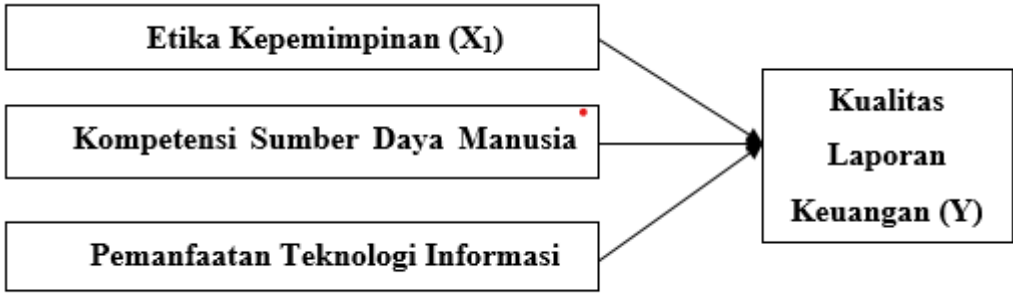 Etika Kepemimpinan (X₁)
Kompetensi Sumber Daya Manusia
Pemanfaatan Teknologi Informasi
Kualitas
Laporan
Keuangan (Y)